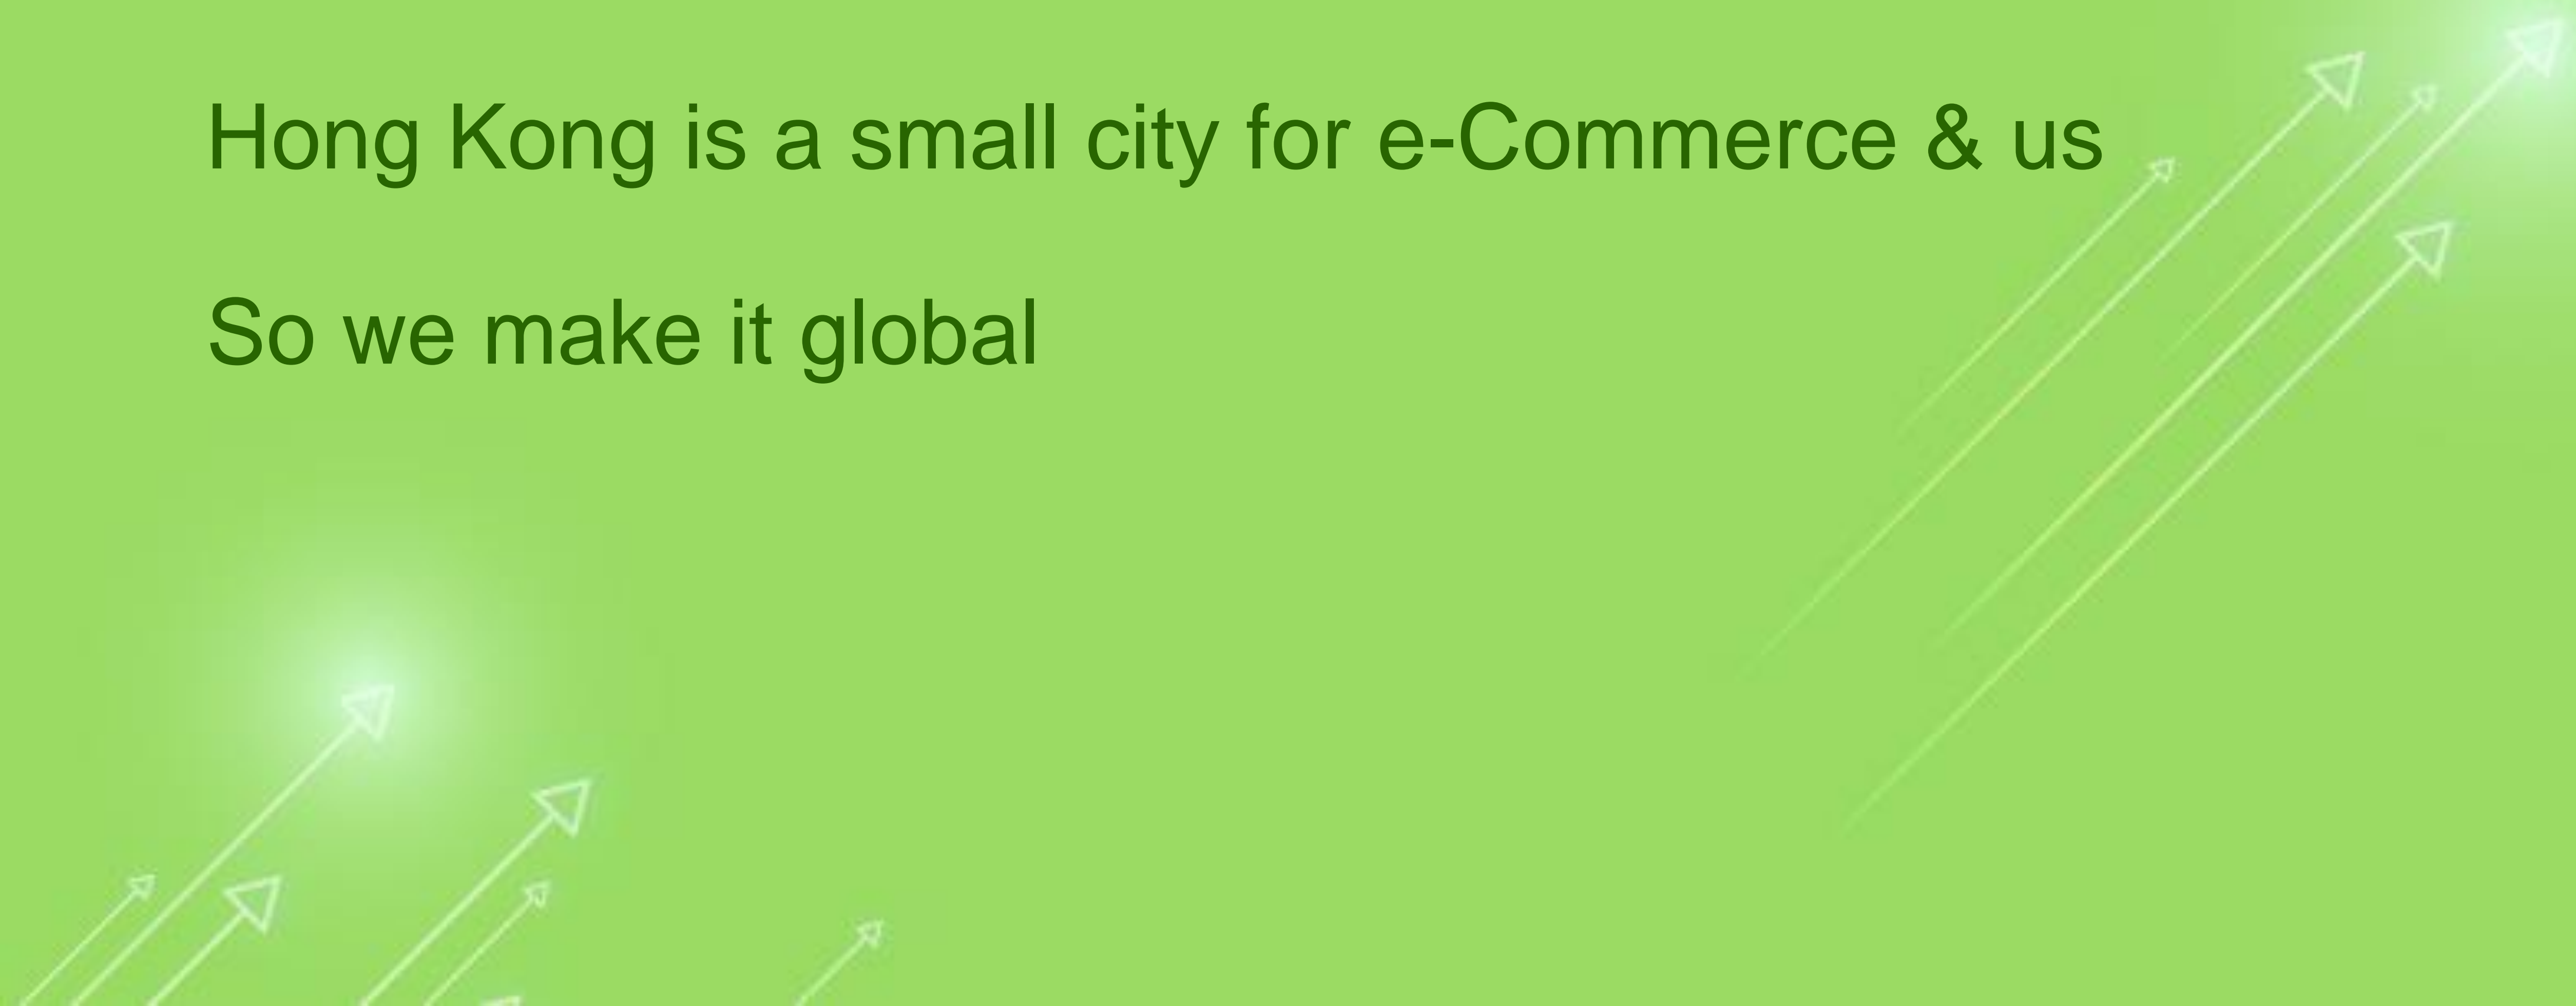 Hong Kong is a small city for e-Commerce & us
So we make it global